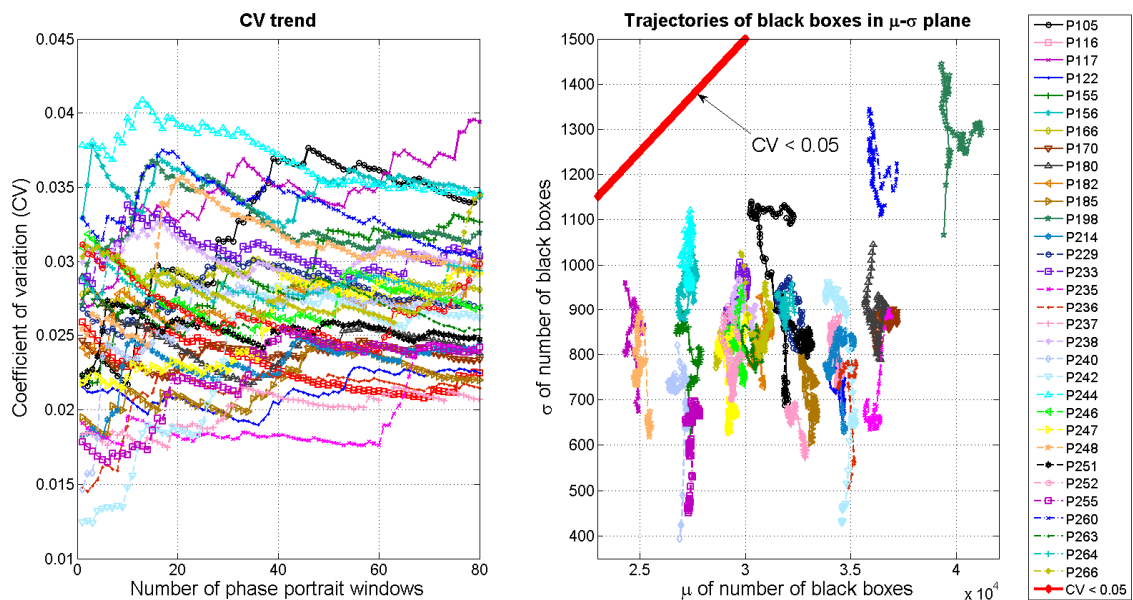 CV trend
0.045
0.04
0.035
0.03
0.025
0.02
0.015
0.01
Coefficient of variation (CV)
0 20 40 60 80
Number of phase portrait windows
Trajectories of black boxes in μ-σ plane
1500
1400
1300
1200
1100
1000
900
800
700
600
500
400
σ of number of black boxes
CV < 0.05
2.5 3 3.5 4
x 10⁴
μ of number of black boxes
P105
P116
P117
P122
P155
P156
P166
P170
P180
P182
P185
P198
P214
P229
P233
P235
P236
P237
P238
P240
P242
P244
P246
P247
P248
P251
P252
P255
P260
P263
P264
P266
CV < 0.05